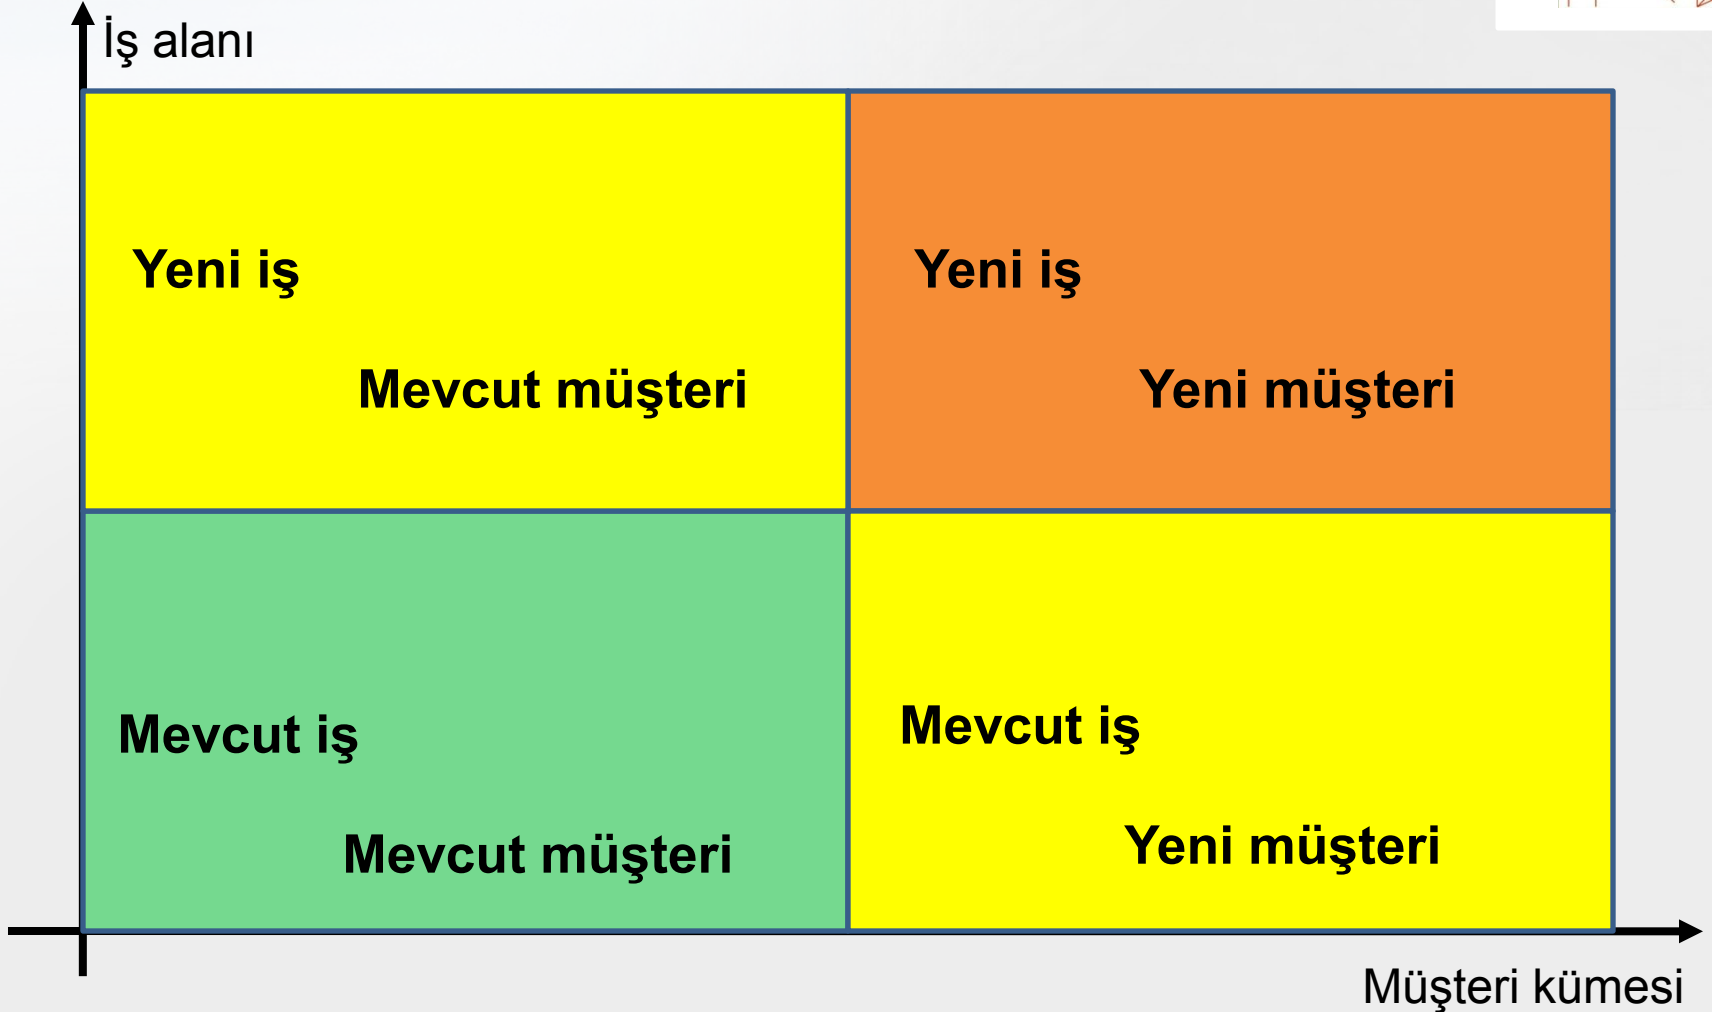 İş alanı
Yeni iş
Mevcut müşteri
Yeni iş
Yeni müşteri
Mevcut iş
Mevcut müşteri
Mevcut iş
Yeni müşteri
Müşteri kümesi